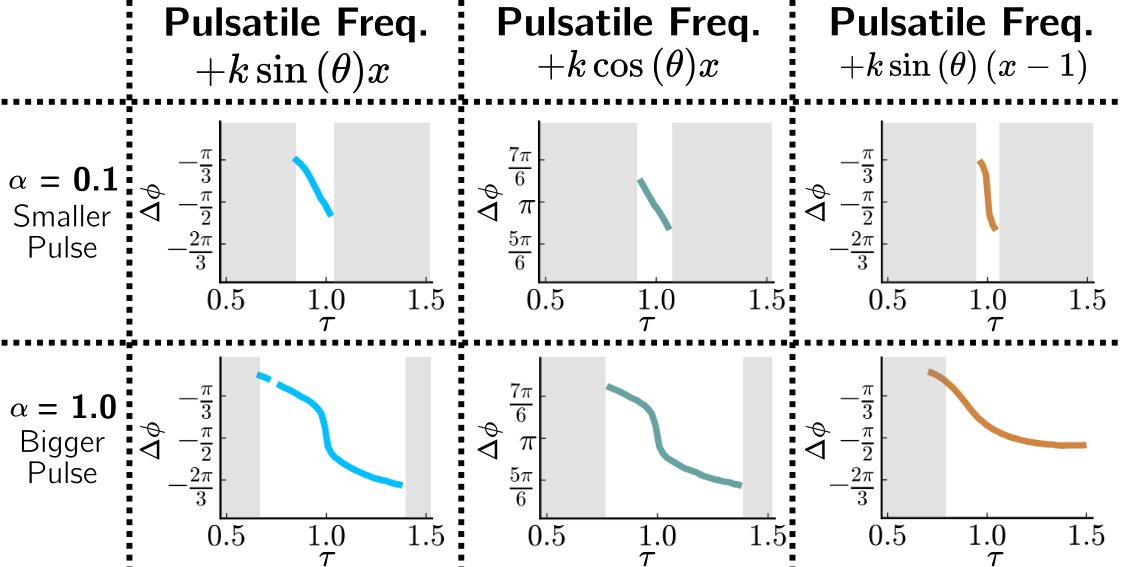 Pulsatile Freq.
+k sin (θ)x
Pulsatile Freq.
+k cos (θ)x
Pulsatile Freq.
+k sin (θ) (x − 1)
α = 0.1
Smaller
Pulse
Δϕ
−π/3
−π/2
−2π/3
0.5 1.0 1.5
τ
Δϕ
7π/6
π
5π/6
0.5 1.0 1.5
τ
Δϕ
−π/3
−π/2
−2π/3
0.5 1.0 1.5
τ
α = 1.0
Bigger
Pulse
Δϕ
−π/3
−π/2
−2π/3
0.5 1.0 1.5
τ
Δϕ
7π/6
π
5π/6
0.5 1.0 1.5
τ
Δϕ
−π/3
−π/2
−2π/3
0.5 1.0 1.5
τ